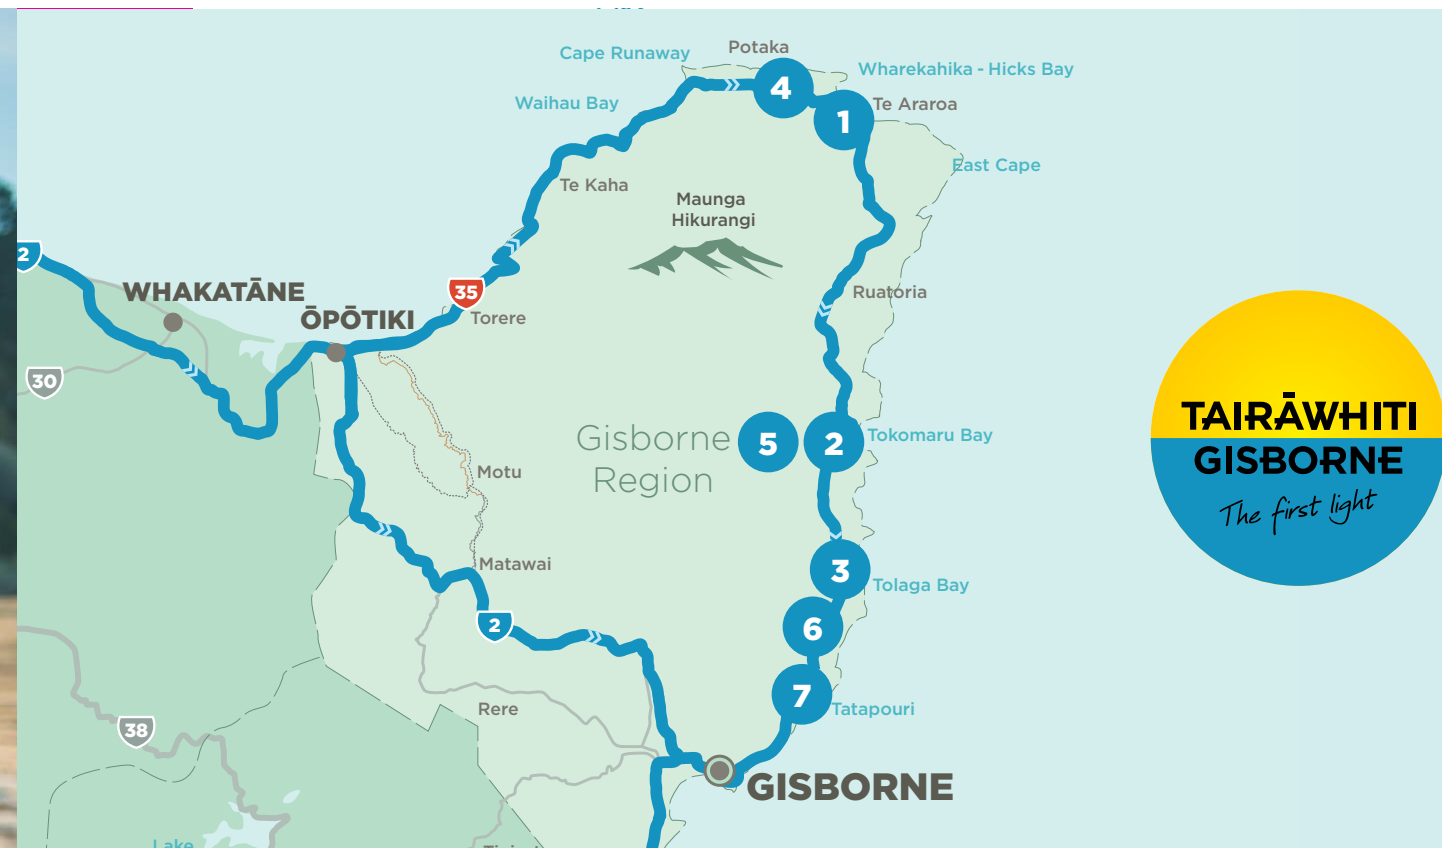 Potaka
Cape Runaway
Wharekahika - Hicks Bay
4
Waihau Bay
1
Te Araroa
East Cape
Te Kaha
Maunga
Hikurangi
2
WHAKATĀNE
35
Ruatoria
ŌPŌTIKI
Torere
30
TAIRĀWHITI
GISBORNE
The first light
Gisborne
Region
5
2
Tokomaru Bay
Motu
Matawai
3
Tolaga Bay
2
6
7
Rere
Tatapouri
38
GISBORNE
Lake